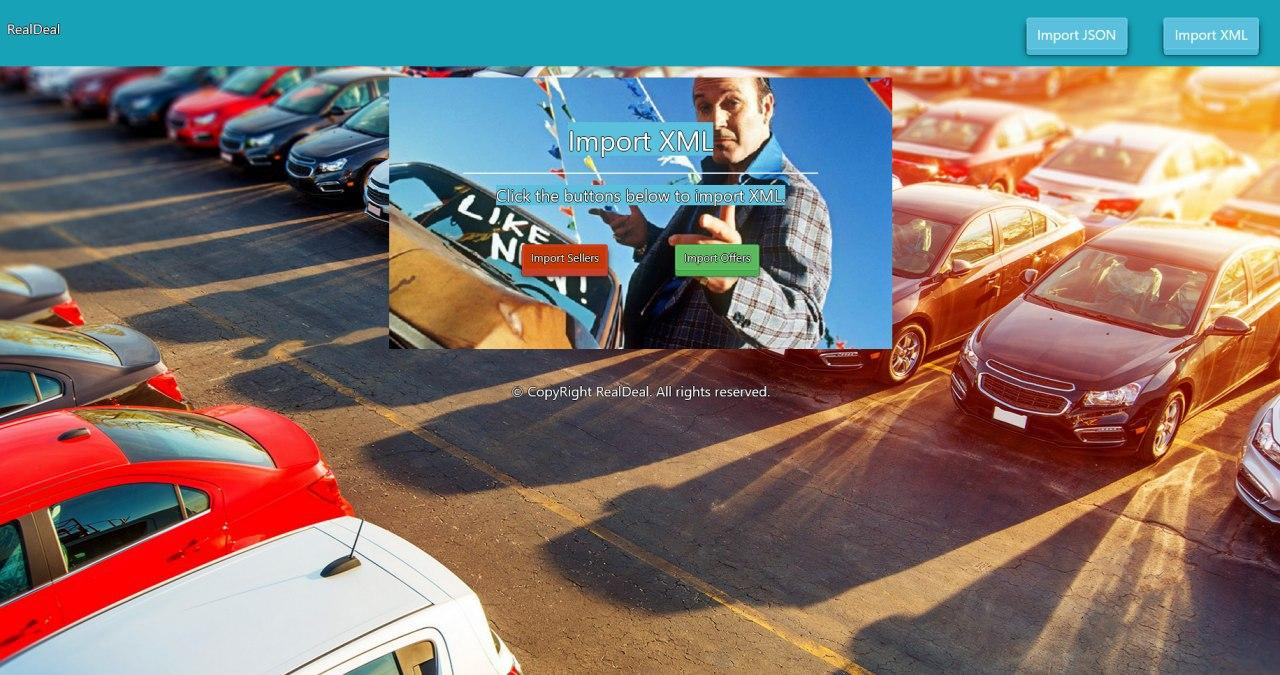 RealDeal
Import JSON
Import XML
Import XML
Click the buttons below to import XML.
LIKE
Import Sellers
Import Offers
© CopyRight RealDeal. All rights reserved.